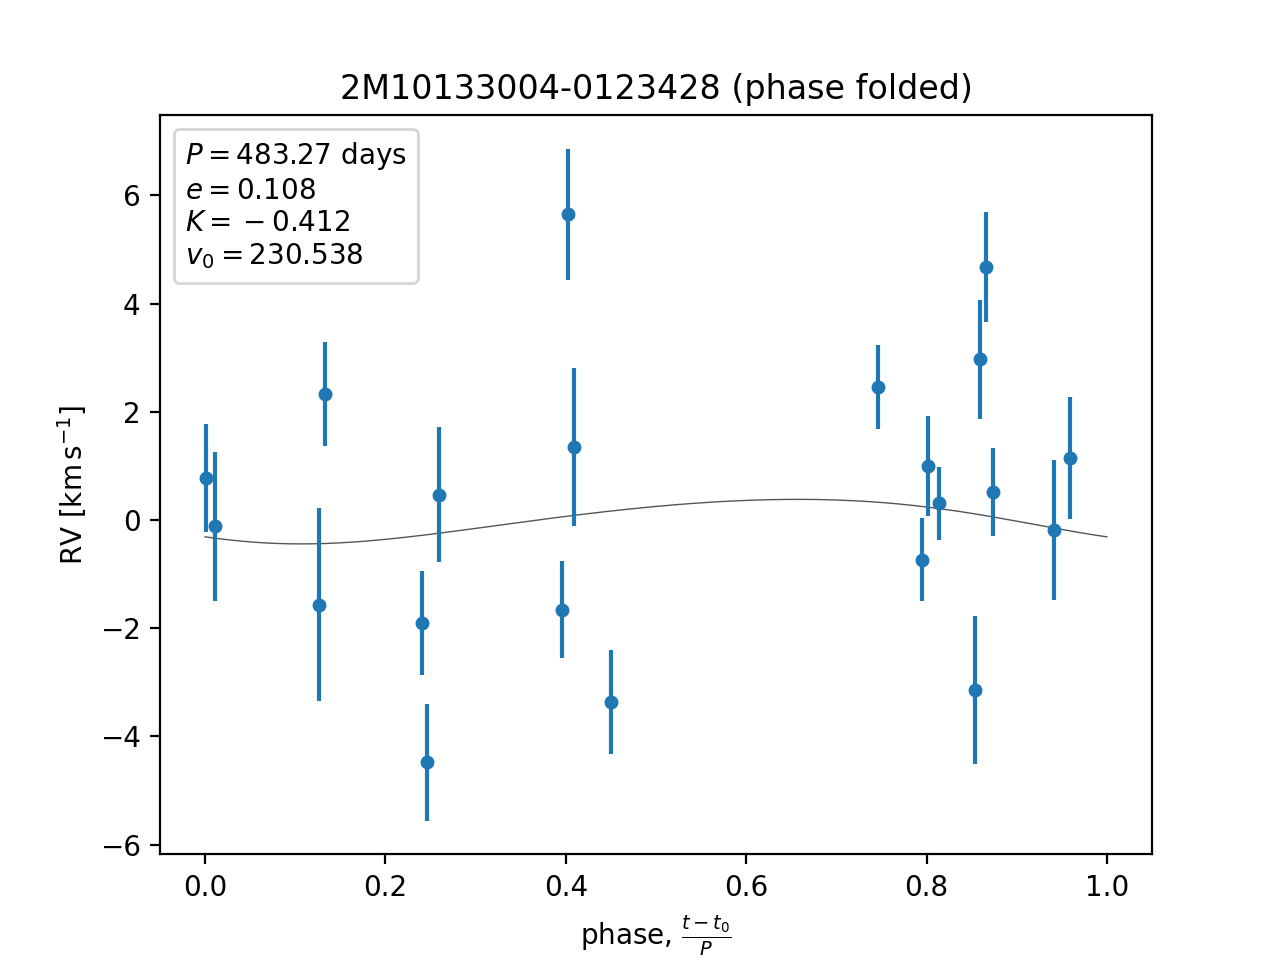 2M10133004-0123428 (phase folded)
P = 483.27 days
e = 0.108
K = −0.412
v₀ = 230.538
6
4
2
0
−2
−4
−6
RV [km s⁻¹]
0.0 0.2 0.4 0.6 0.8 1.0
phase, (t − t₀)/P